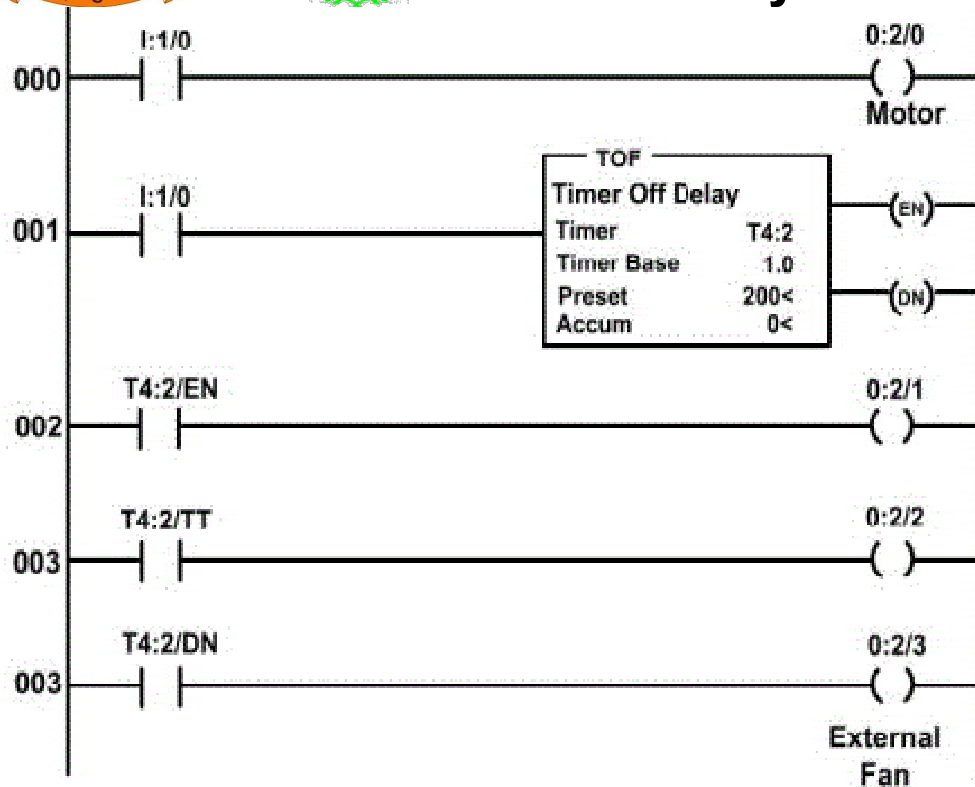 I:1/0 0:2/0
000
Motor
TOF
I:1/0 Timer Off Delay
(EN)
001 Timer T4:2
Timer Base 1.0
Preset 200< (DN)
Accum 0<
T4:2/EN 0:2/1
002
T4:2/TT 0:2/2
003
T4:2/DN 0:2/3
003
External
Fan